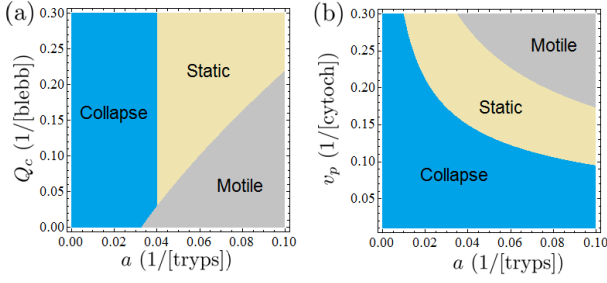 (a)
0.30
0.25
0.20
0.15
0.10
0.05
0.00
Q_c (1/[blebb])
Collapse
Static
Motile
0.00 0.02 0.04 0.06 0.08 0.10
a (1/[tryps])
(b)
0.30
0.25
0.20
0.15
0.10
0.05
v_p (1/[cytoch])
Motile
Static
Collapse
0.00 0.02 0.04 0.06 0.08 0.10
a (1/[tryps])